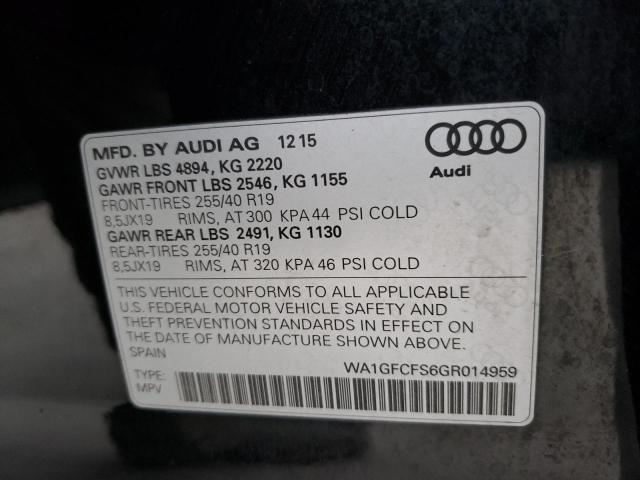 MFD. BY AUDI AG 12 15
GVWR LBS 4894, KG 2220
GAWR FRONT LBS 2546, KG 1155
FRONT-TIRES 255/40 R19
8,5JX19 RIMS, AT 300 KPA 44 PSI COLD
GAWR REAR LBS 2491, KG 1130
REAR-TIRES 255/40 R19
8,5JX19 RIMS, AT 320 KPA 46 PSI COLD
Audi
THIS VEHICLE CONFORMS TO ALL APPLICABLE
U.S. FEDERAL MOTOR VEHICLE SAFETY AND
THEFT PREVENTION STANDARDS IN EFFECT ON
THE DATE OF MANUFACTURE SHOWN ABOVE.
SPAIN
WA1GFCFS6GR014959
TYPE:
MPV